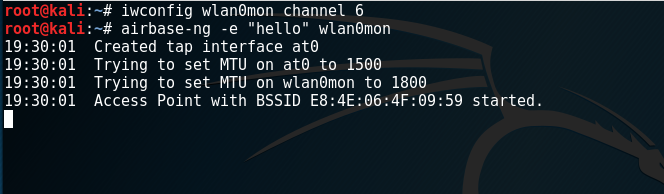 root@kali:~# iwconfig wlan0mon channel 6
root@kali:~# airbase-ng -e "hello" wlan0mon
19:30:01  Created tap interface at0
19:30:01  Trying to set MTU on at0 to 1500
19:30:01  Trying to set MTU on wlan0mon to 1800
19:30:01  Access Point with BSSID E8:4E:06:4F:09:59 started.